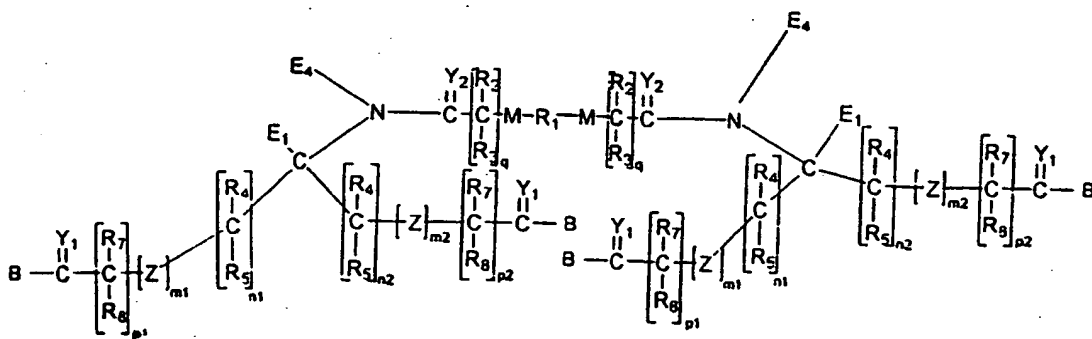 E4
E4 Y2 R2 R2 Y2
N C C M R1 M C C N E1
E1 R3 q R3 q
C C
R4 R4 R7 Y1 R4 R4 R7 Y1
C C Z m2 C C B C C Z m2 C C B
Y1 R7 R5 n1 R5 n2 R8 p2 Y1 R7 R5 n1 R5 n2 R8 p2
B C C Z m1 B C C Z m1
R8 p1 R8 p1